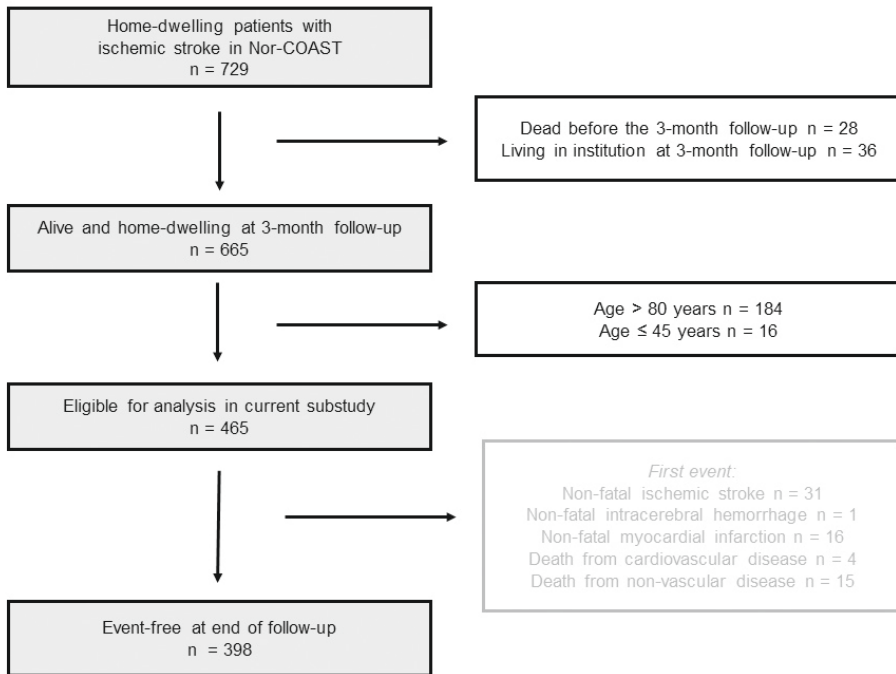 Home-dwelling patients with
ischemic stroke in Nor-COAST
n = 729
Dead before the 3-month follow-up n = 28
Living in institution at 3-month follow-up n = 36
Alive and home-dwelling at 3-month follow-up
n = 665
Age > 80 years n = 184
Age ≤ 45 years n = 16
Eligible for analysis in current substudy
n = 465
First event:
Non-fatal ischemic stroke n = 31
Non-fatal intracerebral hemorrhage n = 1
Non-fatal myocardial infarction n = 16
Death from cardiovascular disease n = 4
Death from non-vascular disease n = 15
Event-free at end of follow-up
n = 398